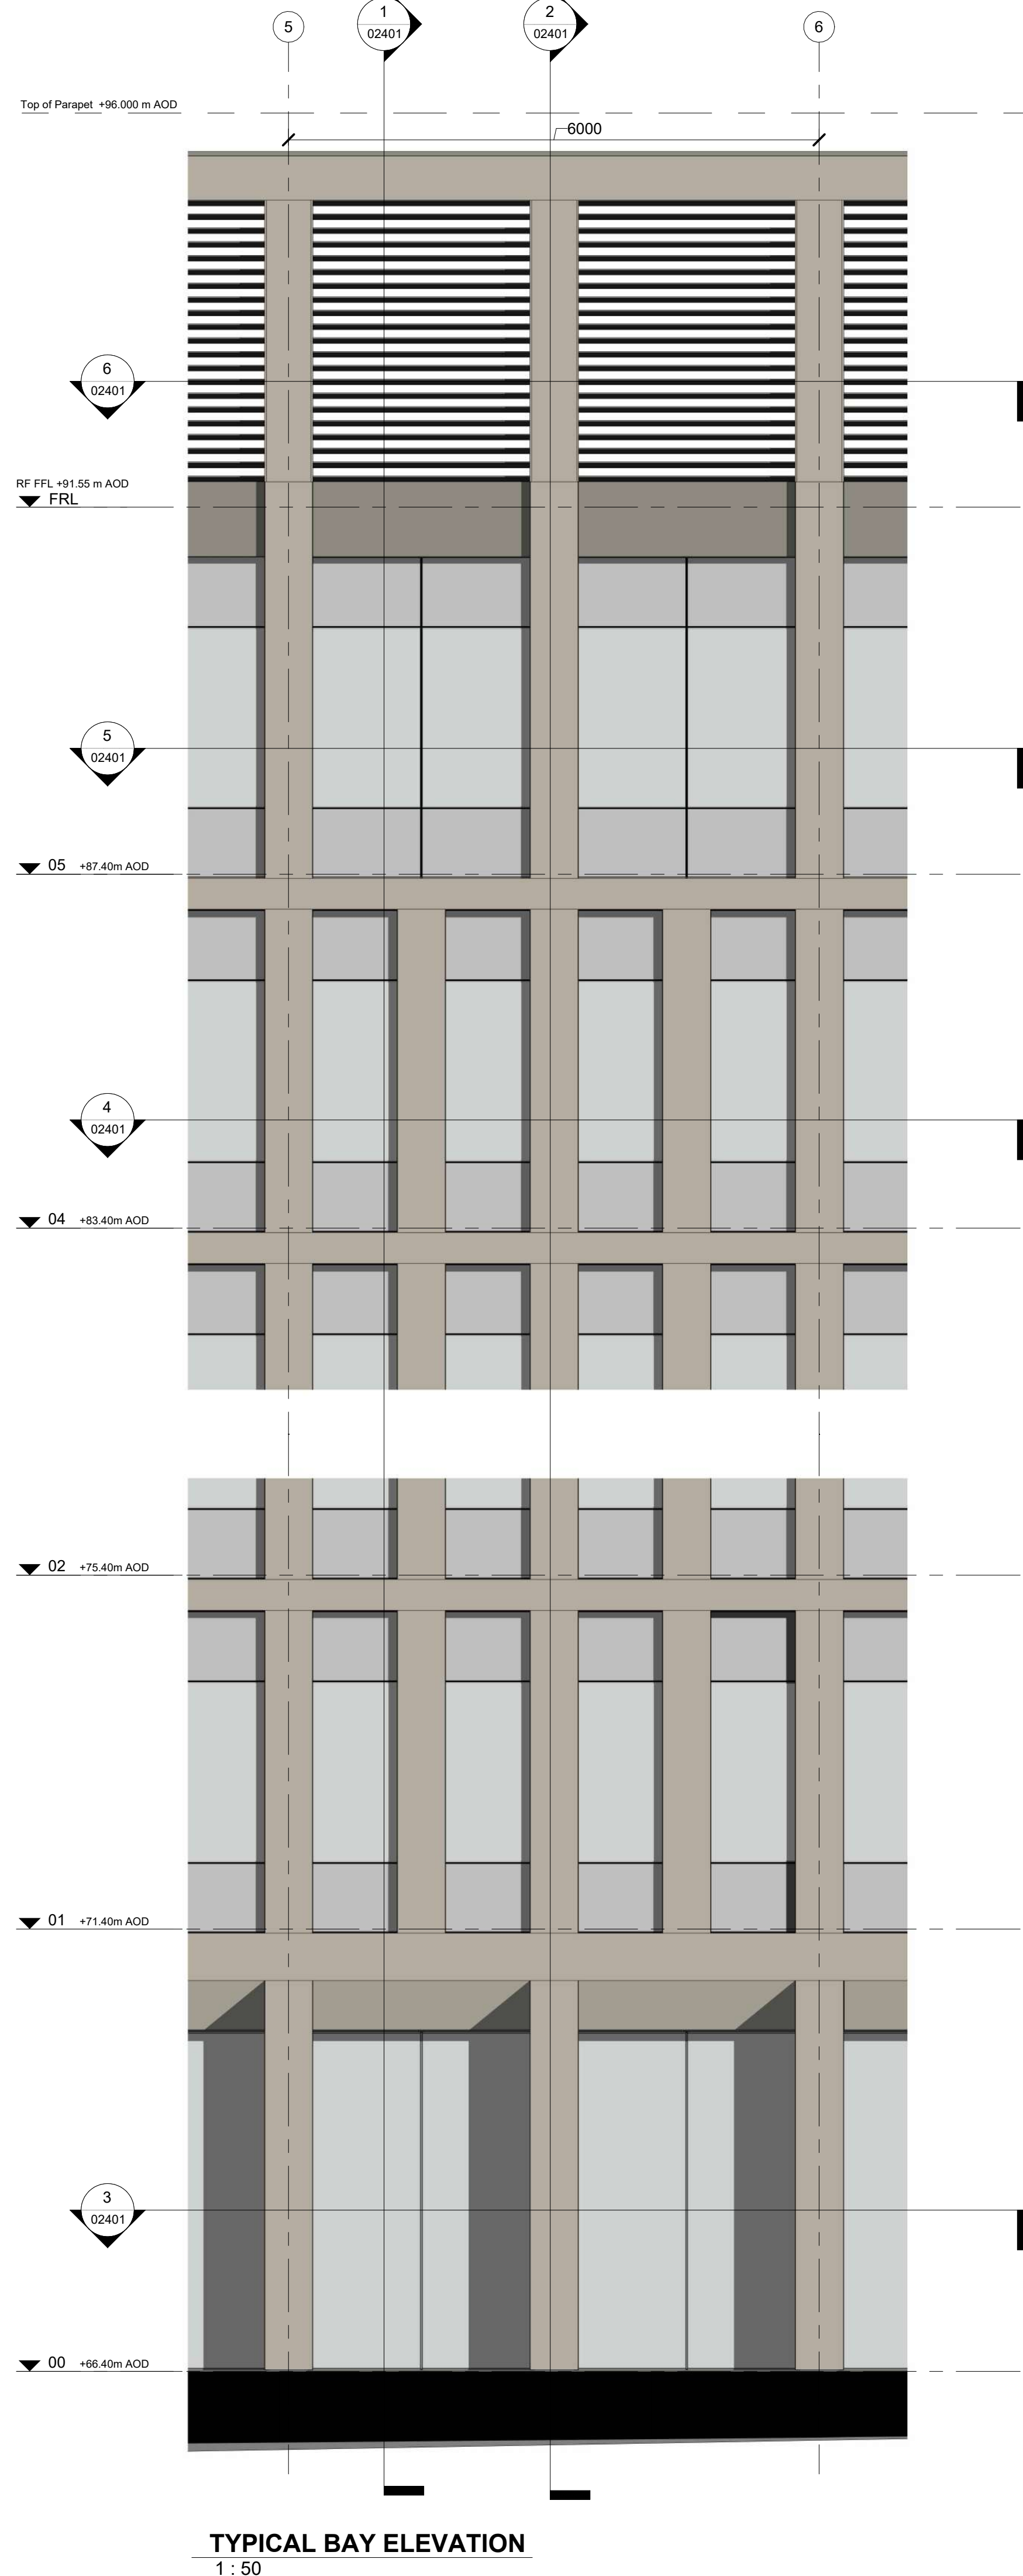 5
1
02401
2
02401
6
Top of Parapet +96.000 m AOD
6000
6
02401
RF FFL +91.55 m AOD
FRL
5
02401
05 +87.40m AOD
4
02401
04 +83.40m AOD
02 +75.40m AOD
01 +71.40m AOD
3
02401
00 +66.40m AOD
TYPICAL BAY ELEVATION
1 : 50